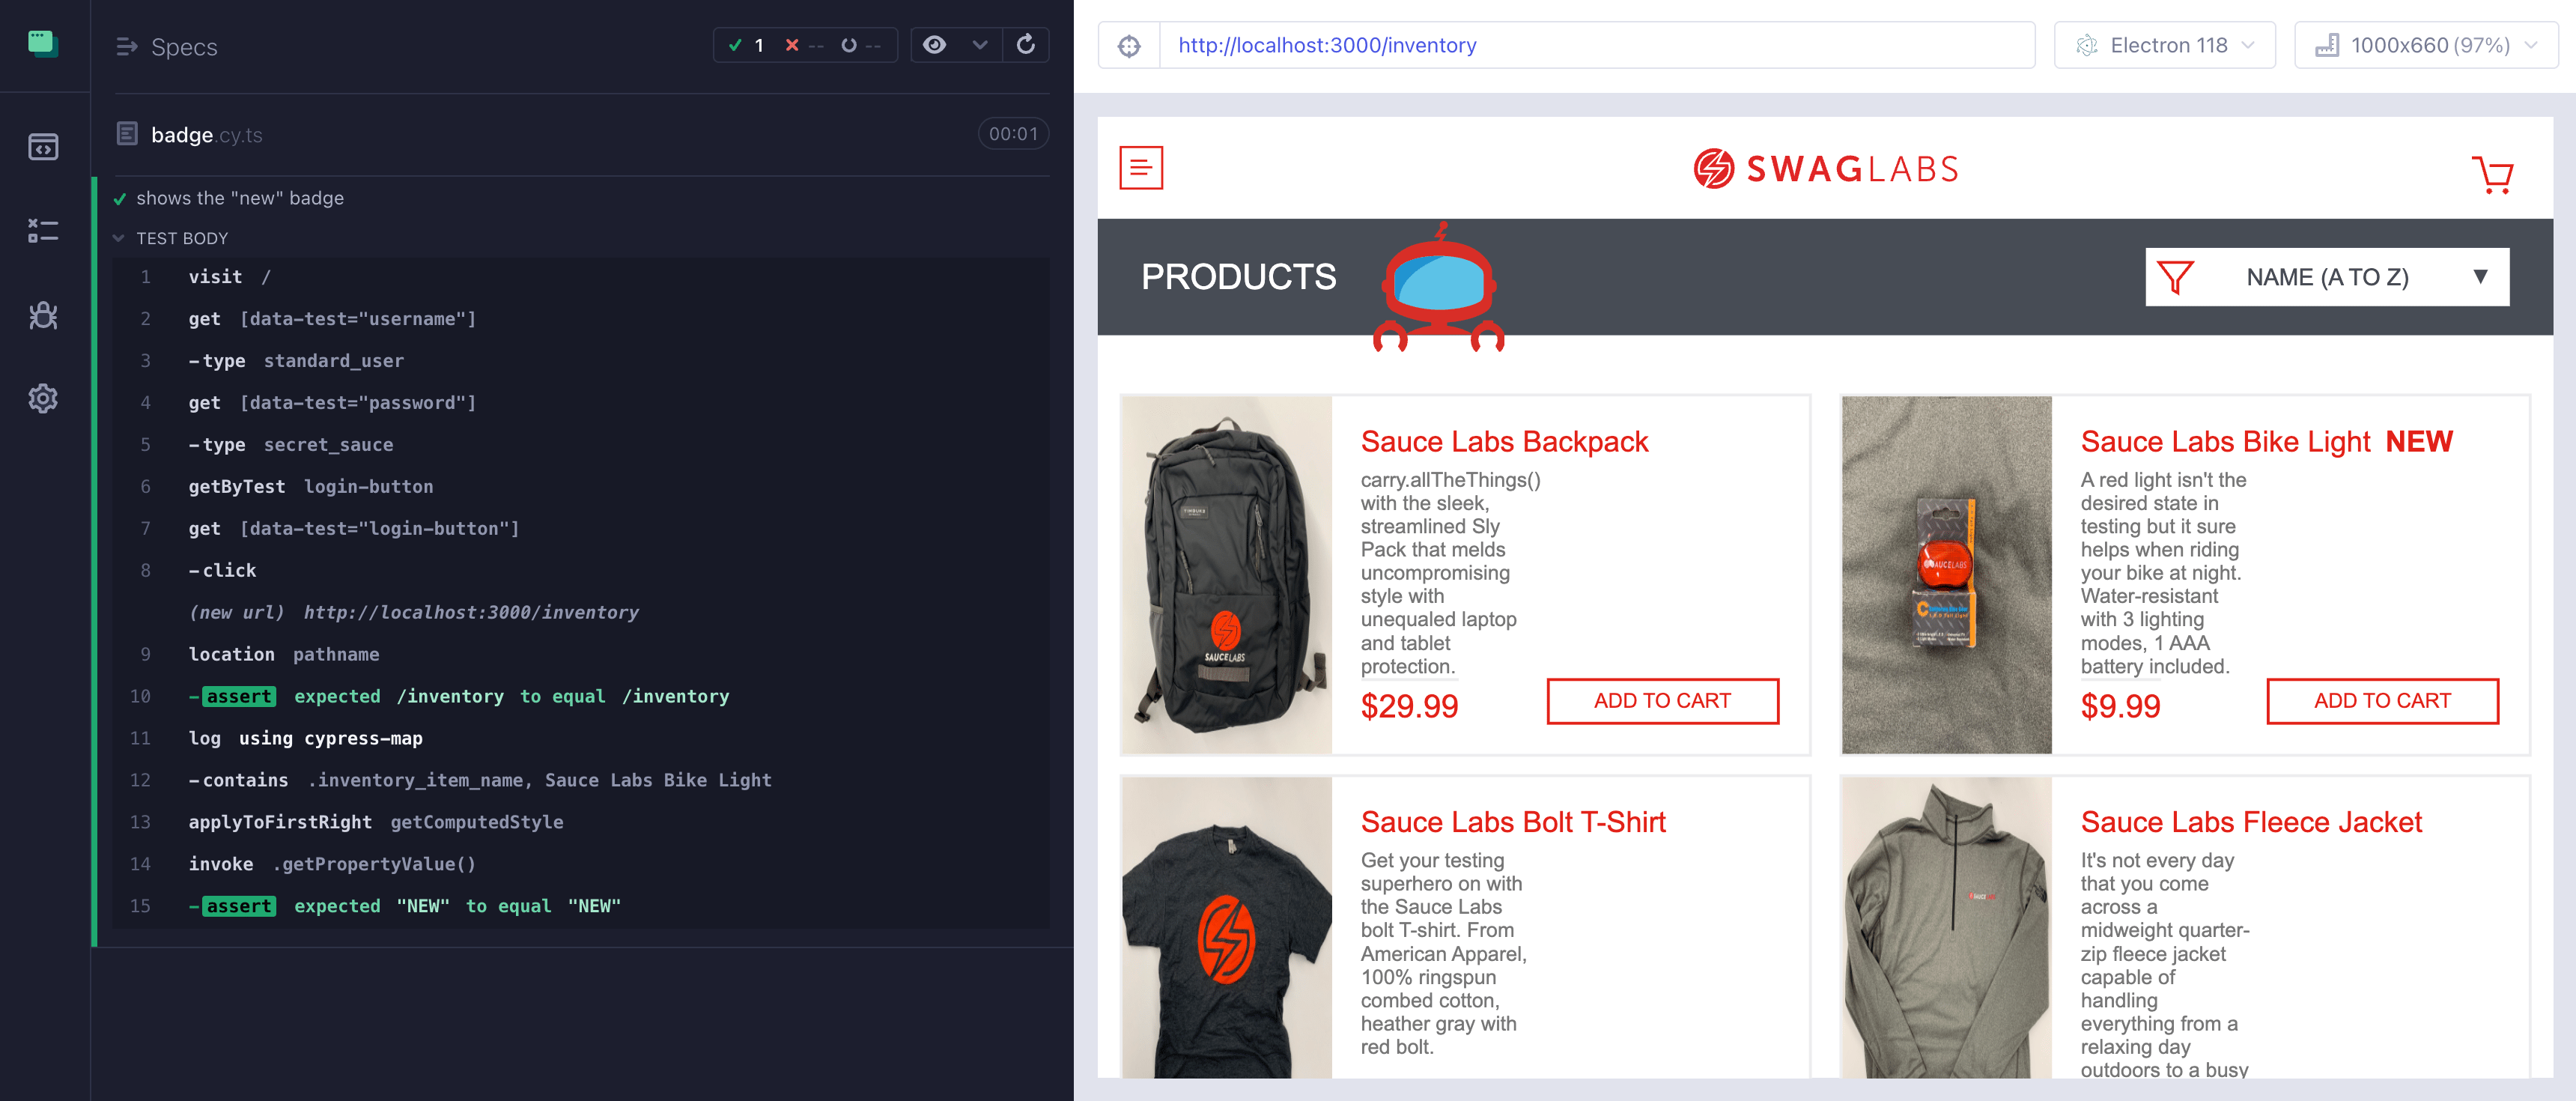 Specs
1
--
--
badge.cy.ts
00:01
shows the "new" badge
TEST BODY
1 visit /
2 get [data-test="username"]
3 -type standard_user
4 get [data-test="password"]
5 -type secret_sauce
6 getByTest login-button
7 get [data-test="login-button"]
8 -click
(new url) http://localhost:3000/inventory
9 location pathname
10 -assert expected /inventory to equal /inventory
11 log using cypress-map
12 -contains .inventory_item_name, Sauce Labs Bike Light
13 applyToFirstRight getComputedStyle
14 invoke .getPropertyValue()
15 -assert expected "NEW" to equal "NEW"
http://localhost:3000/inventory
Electron 118
1000x660 (97%)
SWAGLABS
PRODUCTS
NAME (A TO Z)
Sauce Labs Backpack
carry.allTheThings()
with the sleek,
streamlined Sly
Pack that melds
uncompromising
style with
unequaled laptop
and tablet
protection.
$29.99
ADD TO CART
SAUCELABS
Sauce Labs Bike Light NEW
A red light isn't the
desired state in
testing but it sure
helps when riding
your bike at night.
Water-resistant
with 3 lighting
modes, 1 AAA
battery included.
$9.99
ADD TO CART
SAUCELABS
Sauce Labs Bolt T-Shirt
Get your testing
superhero on with
the Sauce Labs
bolt T-shirt. From
American Apparel,
100% ringspun
combed cotton,
heather gray with
red bolt.
Sauce Labs Fleece Jacket
It's not every day
that you come
across a
midweight quarter-
zip fleece jacket
capable of
handling
everything from a
relaxing day
outdoors to a busy